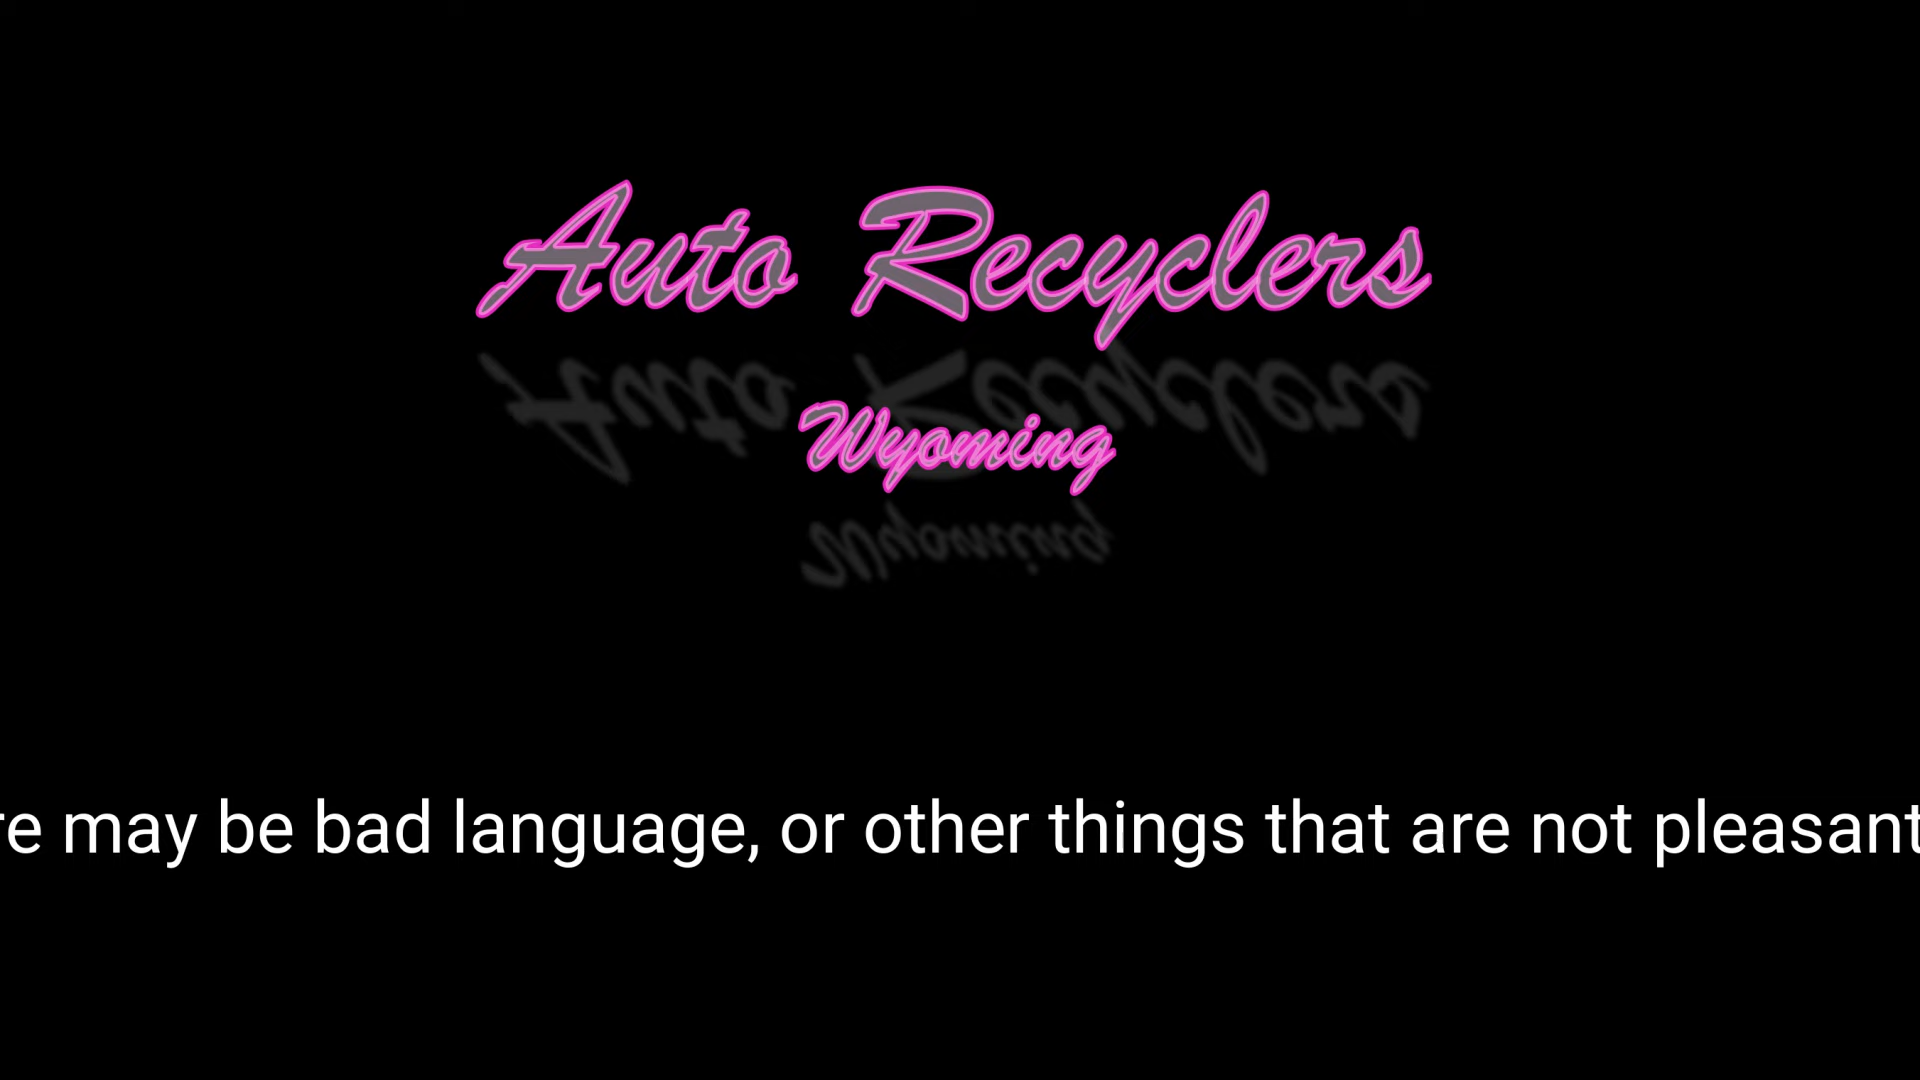 Auto Recyclers
Wyoming
re may be bad language, or other things that are not pleasant